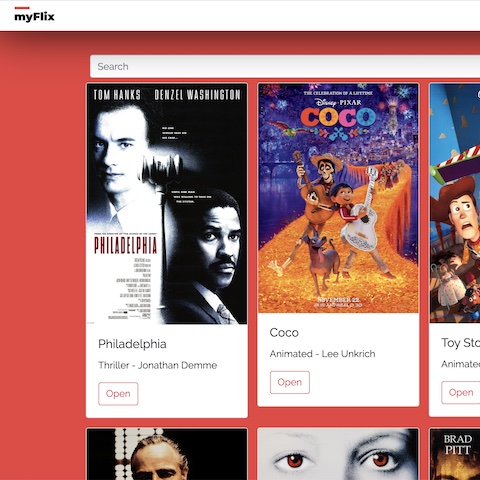 myFlix
Search
TOM HANKS DENZEL WASHINGTON
PHILADELPHIA
Philadelphia
Thriller - Jonathan Demme
Open
THE CELEBRATION OF A LIFETIME
Disney · PIXAR
COCO
NOVEMBER 22
Coco
Animated - Lee Unkrich
Open
Toy Sto
Animated
Open
BRAD
PITT